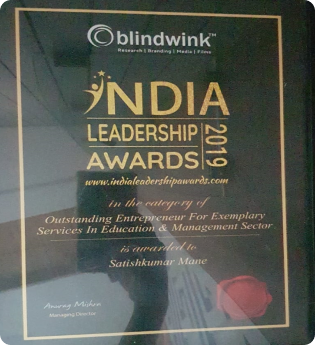 blindwink™
Research | Branding | Media | Films
INDIA
LEADERSHIP
AWARDS
2019
www.indialeadershipawards.com
in the category of
Outstanding Entrepreneur For Exemplary
Services In Education & Management Sector
is awarded to
Satishkumar Mane
Anurag Mishra
Managing Director